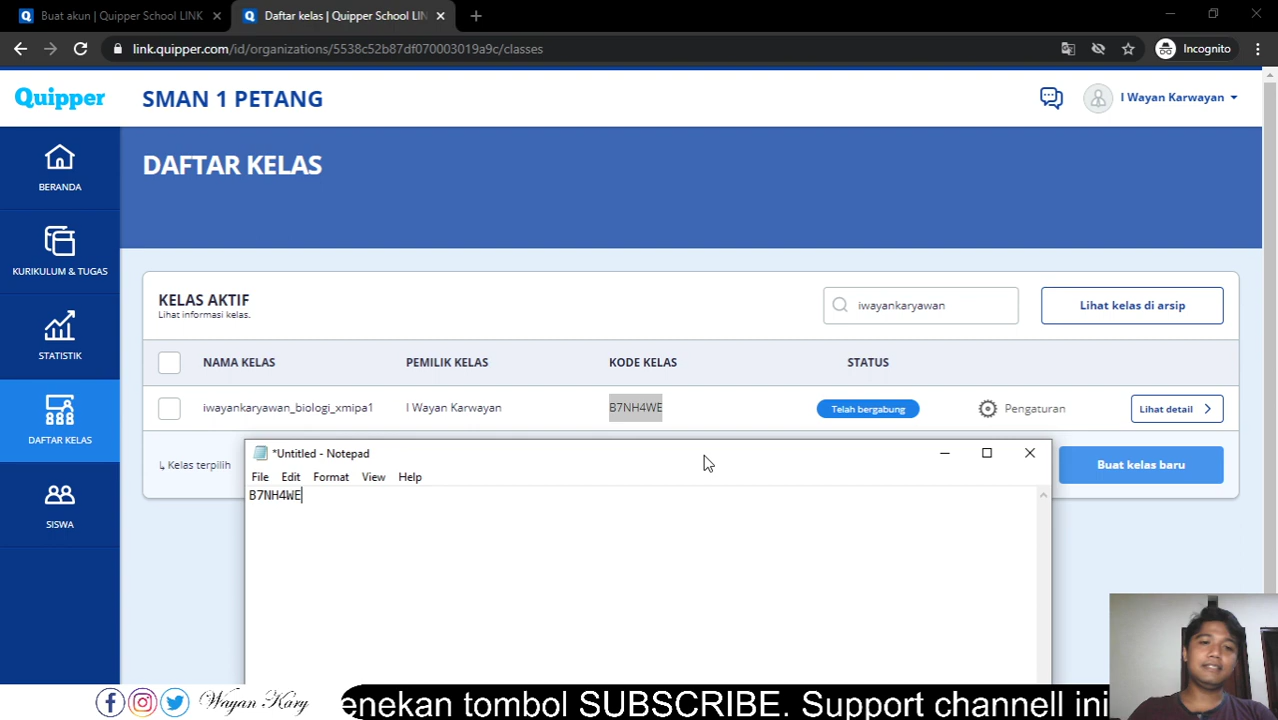 Buat akun | Quipper School LINK
Daftar kelas | Quipper School LIN
link.quipper.com/id/organizations/5538c52b87df070003019a9c/classes
Incognito
Quipper
SMAN 1 PETANG
I Wayan Karwayan
BERANDA
KURIKULUM & TUGAS
STATISTIK
DAFTAR KELAS
SISWA
DAFTAR KELAS
KELAS AKTIF
Lihat informasi kelas.
iwayankaryawan
Lihat kelas di arsip
NAMA KELAS PEMILIK KELAS KODE KELAS STATUS
iwayankaryawan_biologi_xmipa1 I Wayan Karwayan B7NH4WE Telah bergabung Pengaturan Lihat detail
Kelas terpilih
Buat kelas baru
*Untitled - Notepad
File Edit Format View Help
B7NH4WE
Wayan Kary
enekan tombol SUBSCRIBE. Support channell ini